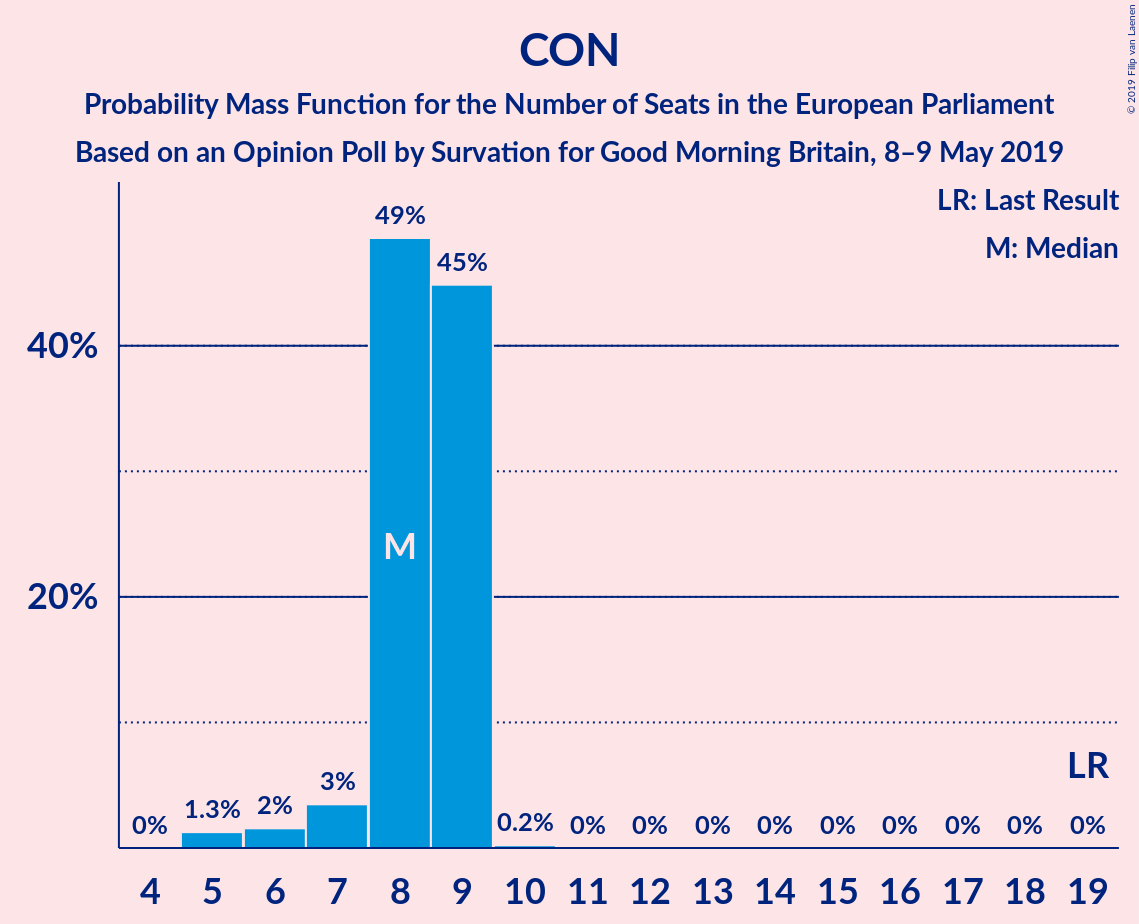 CON
Probability Mass Function for the Number of Seats in the European Parliament
Based on an Opinion Poll by Survation for Good Morning Britain, 8–9 May 2019
© 2019 Filip van Laenen
LR: Last Result
M: Median
49%
45%
40%
M
20%
LR
0% 1.3% 2% 3% 0.2% 0% 0% 0% 0% 0% 0% 0% 0% 0%
4 5 6 7 8 9 10 11 12 13 14 15 16 17 18 19